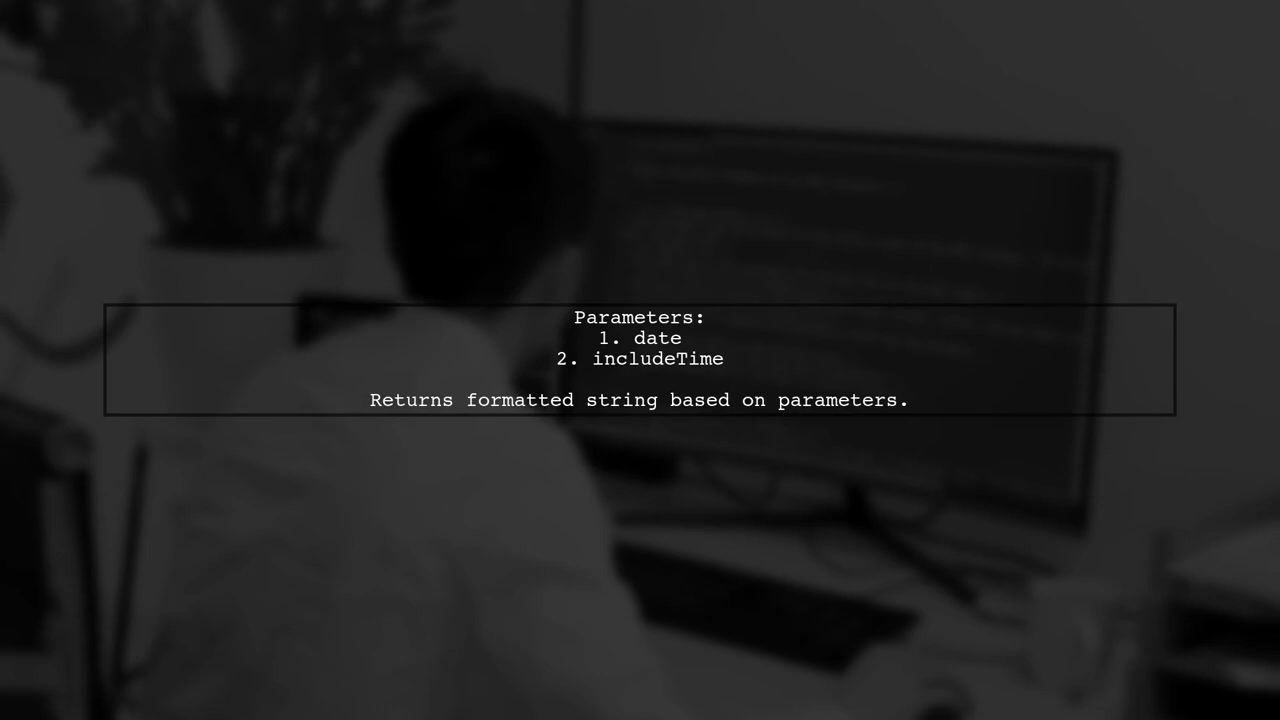 Parameters:
1. date
2. includeTime
Returns formatted string based on parameters.